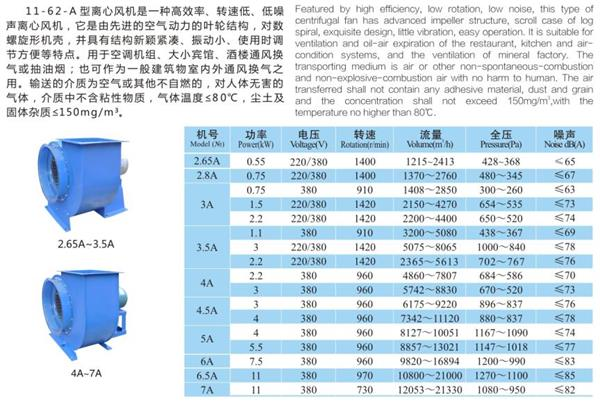 11-62-A型离心风机是一种高效率、转速低、低噪
声离心风机，它是由先进的空气动力的叶轮结构，对数
螺旋形机壳，并具有结构新颖紧凑、振动小、使用时调
节方便等特点。用于空调机组、大小宾馆、酒楼通风换
气或抽油烟；也可作为一般建筑物室内外通风换气之
用。输送的介质为空气或其他不自燃的，对人体无害的
气体，介质中不含粘性物质，气体温度≤80℃，尘土及
固体杂质≤150mg/m³。
Featured by high efficiency, low rotation, low noise, this type of
centrifugal fan has advanced impeller structure, scroll case of log
spiral, exquisite design, little vibration, easy operation. It is suitable for
ventilation and oil-air expiration of the restaurant, kitchen and air-
condition systems, and the ventilation of mineral factory. The
transporting medium is air or other non-spontaneous-combustion
and non-explosive-combustion air with no harm to human. The air
transferred shall not contain any adhesive material, dust and grain
and the concentration shall not exceed 150mg/m³,with the
temperature no higher than 80℃.
2.65A~3.5A
4A~7A
机号 功率 电压 转速 流量 全压 噪声
Model (№) Power(kW) Voltage(V) Rotation(r/min) Volume(m³/h) Pressure(Pa) Noise dB(A)
2.65A 0.55 220/380 1400 1215~2413 428~368 ≤65
2.8A 0.75 220/380 1400 1370~2760 480~345 ≤67
3A 0.75 380 910 1408~2850 300~260 ≤63
1.5 220/380 1420 2150~4270 654~535 ≤73
2.2 220/380 1420 2200~4400 650~520 ≤74
3.5A 1.1 380 910 3200~5080 438~367 ≤69
3 220/380 1420 5075~8065 1000~840 ≤78
2.2 220/380 1420 2365~5613 702~767 ≤76
4A 2.2 380 960 4860~7807 684~586 ≤70
3 380 960 5742~8830 670~520 ≤73
4.5A 3 380 960 6175~9220 896~837 ≤76
4 380 960 7342~11120 880~837 ≤78
5A 4 380 960 8127~10051 1167~1090 ≤74
5.5 380 960 8857~13021 1147~1018 ≤77
6A 7.5 380 960 9820~16894 1200~990 ≤83
6.5A 11 380 970 10800~21000 1270~1100 ≤85
7A 11 380 730 12053~21330 1080~950 ≤82